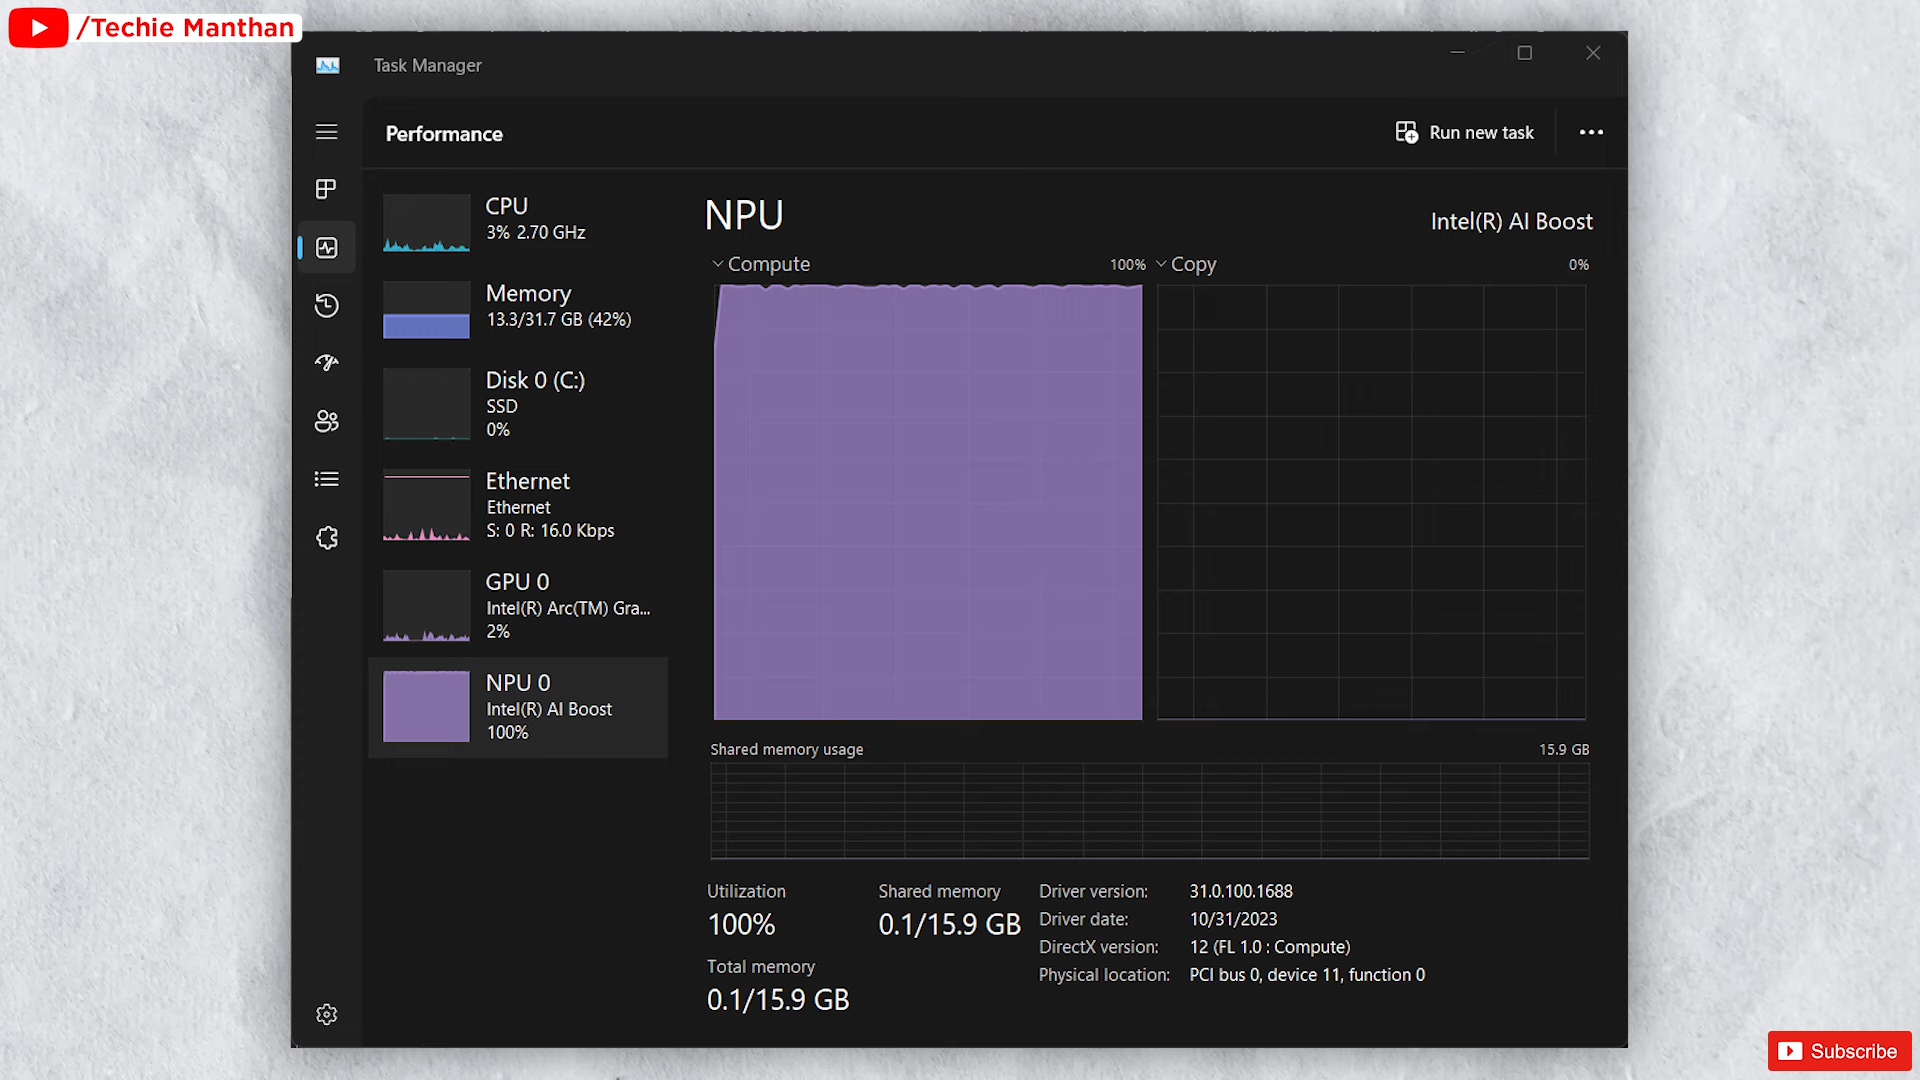 /Techie Manthan
Task Manager
Performance
Run new task
CPU
3% 2.70 GHz
Memory
13.3/31.7 GB (42%)
Disk 0 (C:)
SSD
0%
Ethernet
Ethernet
S: 0 R: 16.0 Kbps
GPU 0
Intel(R) Arc(TM) Gra...
2%
NPU 0
Intel(R) AI Boost
100%
NPU
Intel(R) AI Boost
Compute 100%
Copy 0%
Shared memory usage 15.9 GB
Utilization
100%
Shared memory
0.1/15.9 GB
Total memory
0.1/15.9 GB
Driver version: 31.0.100.1688
Driver date: 10/31/2023
DirectX version: 12 (FL 1.0 : Compute)
Physical location: PCI bus 0, device 11, function 0
Subscribe